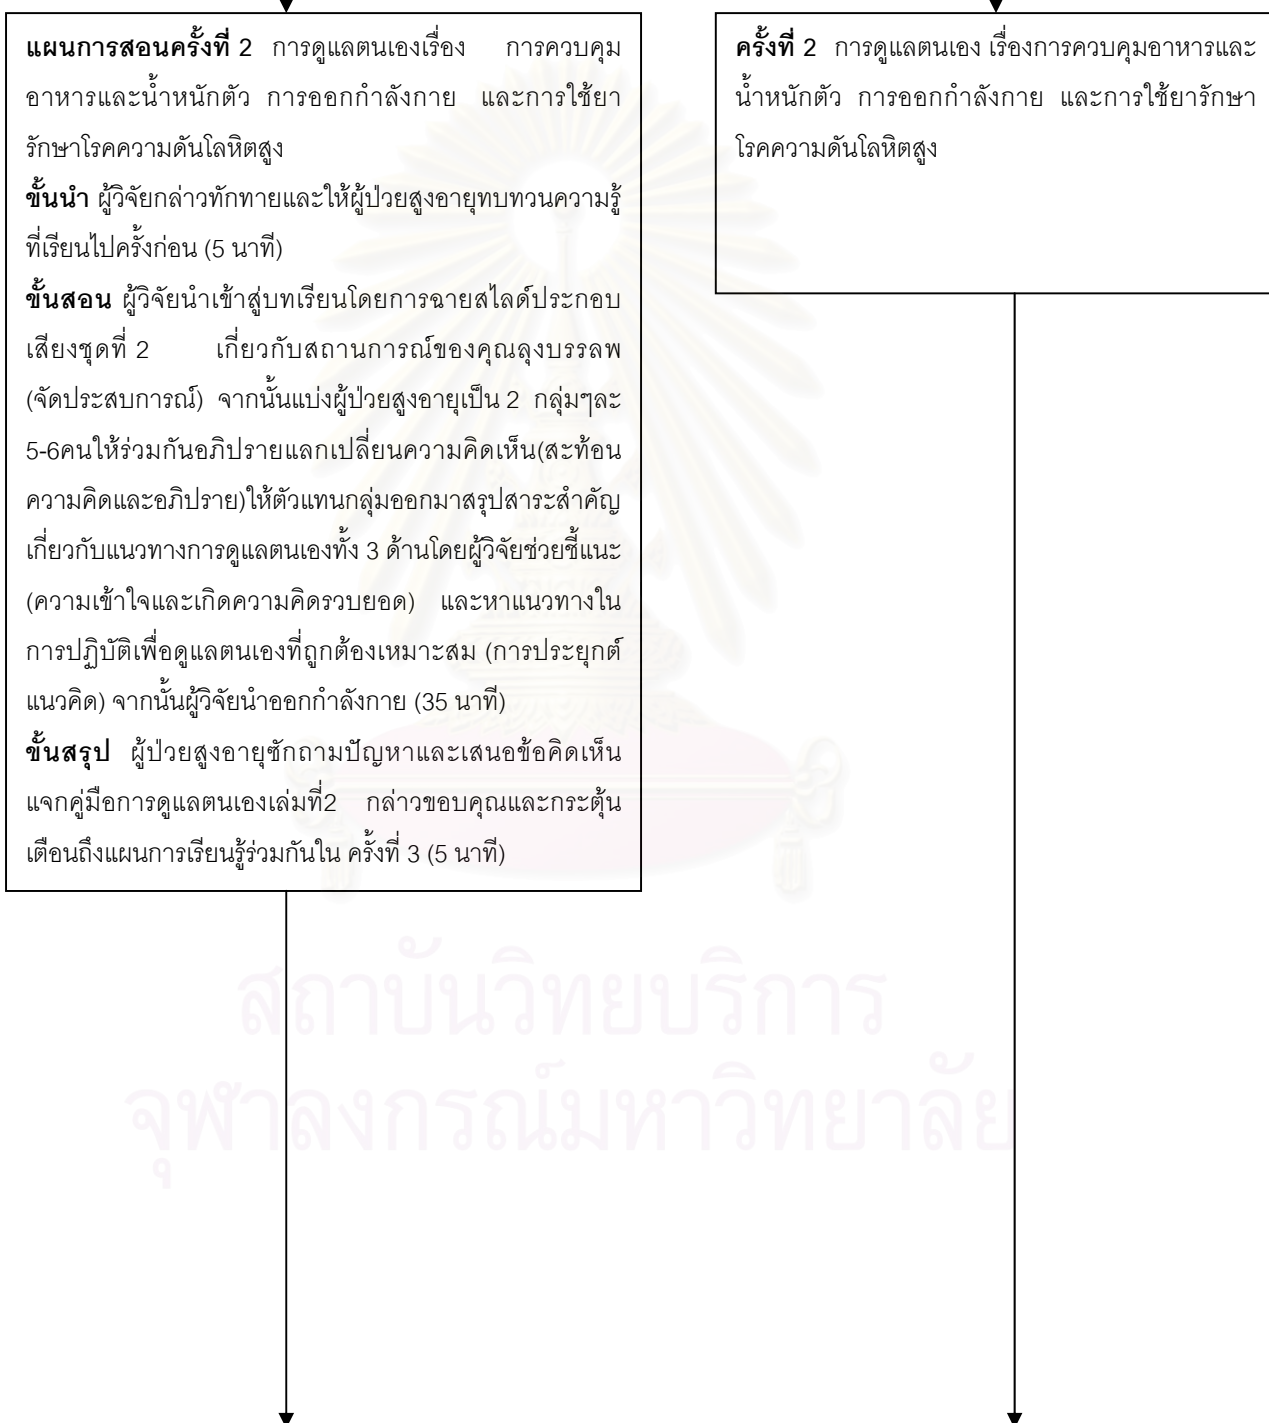 แผนการสอนครั้งที่ 2 การดูแลตนเองเรื่อง การควบคุม
อาหารและน้ำหนักตัว การออกกำลังกาย และการใช้ยา
รักษาโรคความดันโลหิตสูง
ขั้นนำ ผู้วิจัยกล่าวทักทายและให้ผู้ป่วยสูงอายุทบทวนความรู้
ที่เรียนไปครั้งก่อน (5 นาที)
ขั้นสอน ผู้วิจัยนำเข้าสู่บทเรียนโดยการฉายสไลด์ประกอบ
เสียงชุดที่ 2 เกี่ยวกับสถานการณ์ของคุณลุงบรรลพ
(จัดประสบการณ์) จากนั้นแบ่งผู้ป่วยสูงอายุเป็น 2 กลุ่มๆละ
5-6คนให้ร่วมกันอภิปรายแลกเปลี่ยนความคิดเห็น(สะท้อน
ความคิดและอภิปราย)ให้ตัวแทนกลุ่มออกมาสรุปสาระสำคัญ
เกี่ยวกับแนวทางการดูแลตนเองทั้ง 3 ด้านโดยผู้วิจัยช่วยชี้แนะ
(ความเข้าใจและเกิดความคิดรวบยอด) และหาแนวทางใน
การปฏิบัติเพื่อดูแลตนเองที่ถูกต้องเหมาะสม (การประยุกต์
แนวคิด) จากนั้นผู้วิจัยนำออกกำลังกาย (35 นาที)
ขั้นสรุป ผู้ป่วยสูงอายุซักถามปัญหาและเสนอข้อคิดเห็น
แจกคู่มือการดูแลตนเองเล่มที่2 กล่าวขอบคุณและกระตุ้น
เตือนถึงแผนการเรียนรู้ร่วมกันใน ครั้งที่ 3 (5 นาที)
ครั้งที่ 2 การดูแลตนเอง เรื่องการควบคุมอาหารและ
น้ำหนักตัว การออกกำลังกาย และการใช้ยารักษา
โรคความดันโลหิตสูง
สถาบันวิทยบริการ
จุฬาลงกรณ์มหาวิทยาลัย